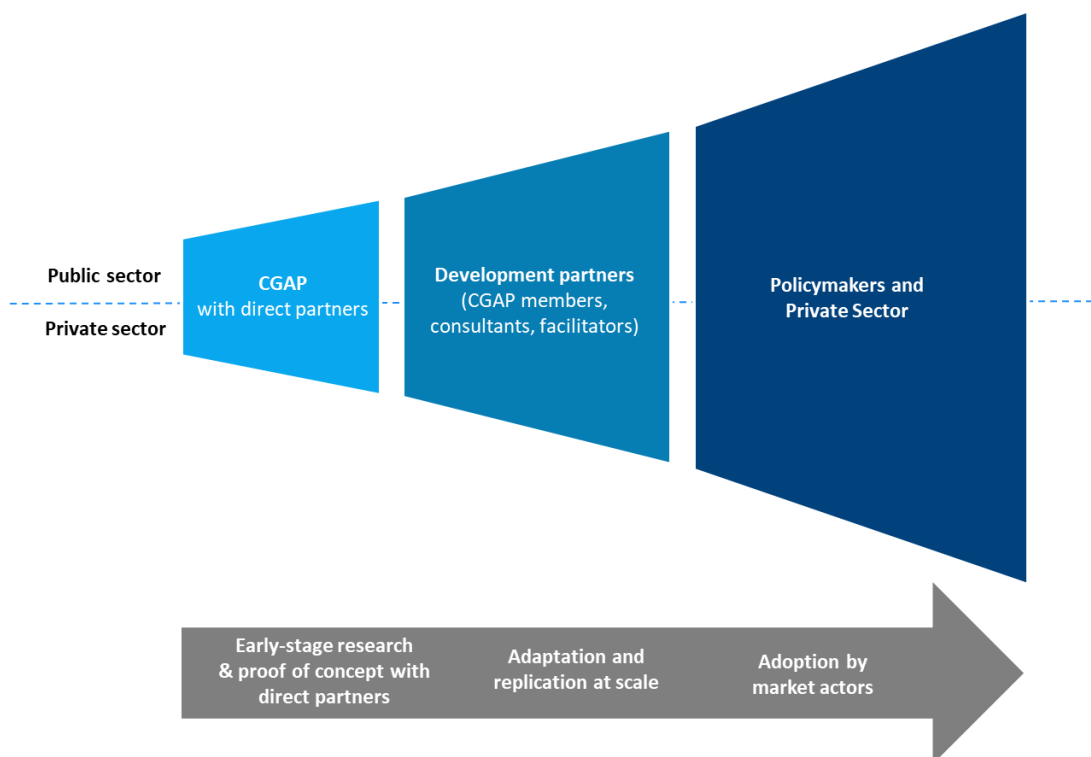 Public sector
Private sector
CGAP
with direct partners
Development partners
(CGAP members,
consultants, facilitators)
Policymakers and
Private Sector
Early-stage research
& proof of concept with
direct partners
Adaptation and
replication at scale
Adoption by
market actors